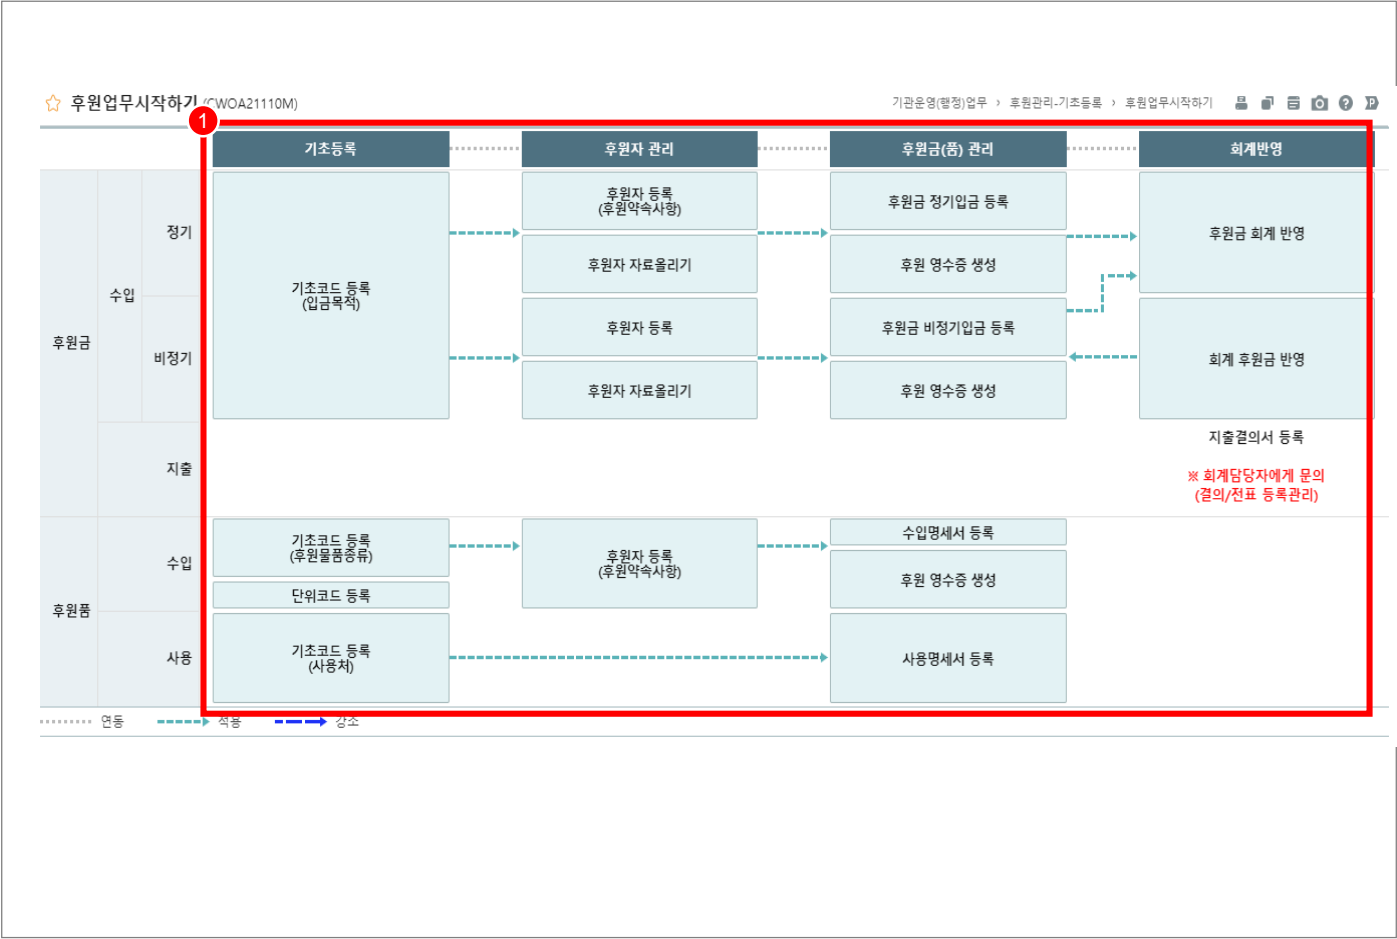 후원업무시작하기 (CWOA21110M)
기관운영(행정)업무 › 후원관리-기초등록 › 후원업무시작하기
1
기초등록
후원자 관리
후원금(품) 관리
회계반영
후원금
수입
정기
비정기
지출
기초코드 등록
(입금목적)
후원자 등록
(후원약속사항)
후원자 자료올리기
후원자 등록
후원자 자료올리기
후원금 정기입금 등록
후원 영수증 생성
후원금 비정기입금 등록
후원 영수증 생성
후원금 회계 반영
회계 후원금 반영
지출결의서 등록
※ 회계담당자에게 문의
(결의/전표 등록관리)
후원품
수입
사용
기초코드 등록
(후원물품종류)
단위코드 등록
기초코드 등록
(사용처)
후원자 등록
(후원약속사항)
수입명세서 등록
후원 영수증 생성
사용명세서 등록
연동
적용
강조